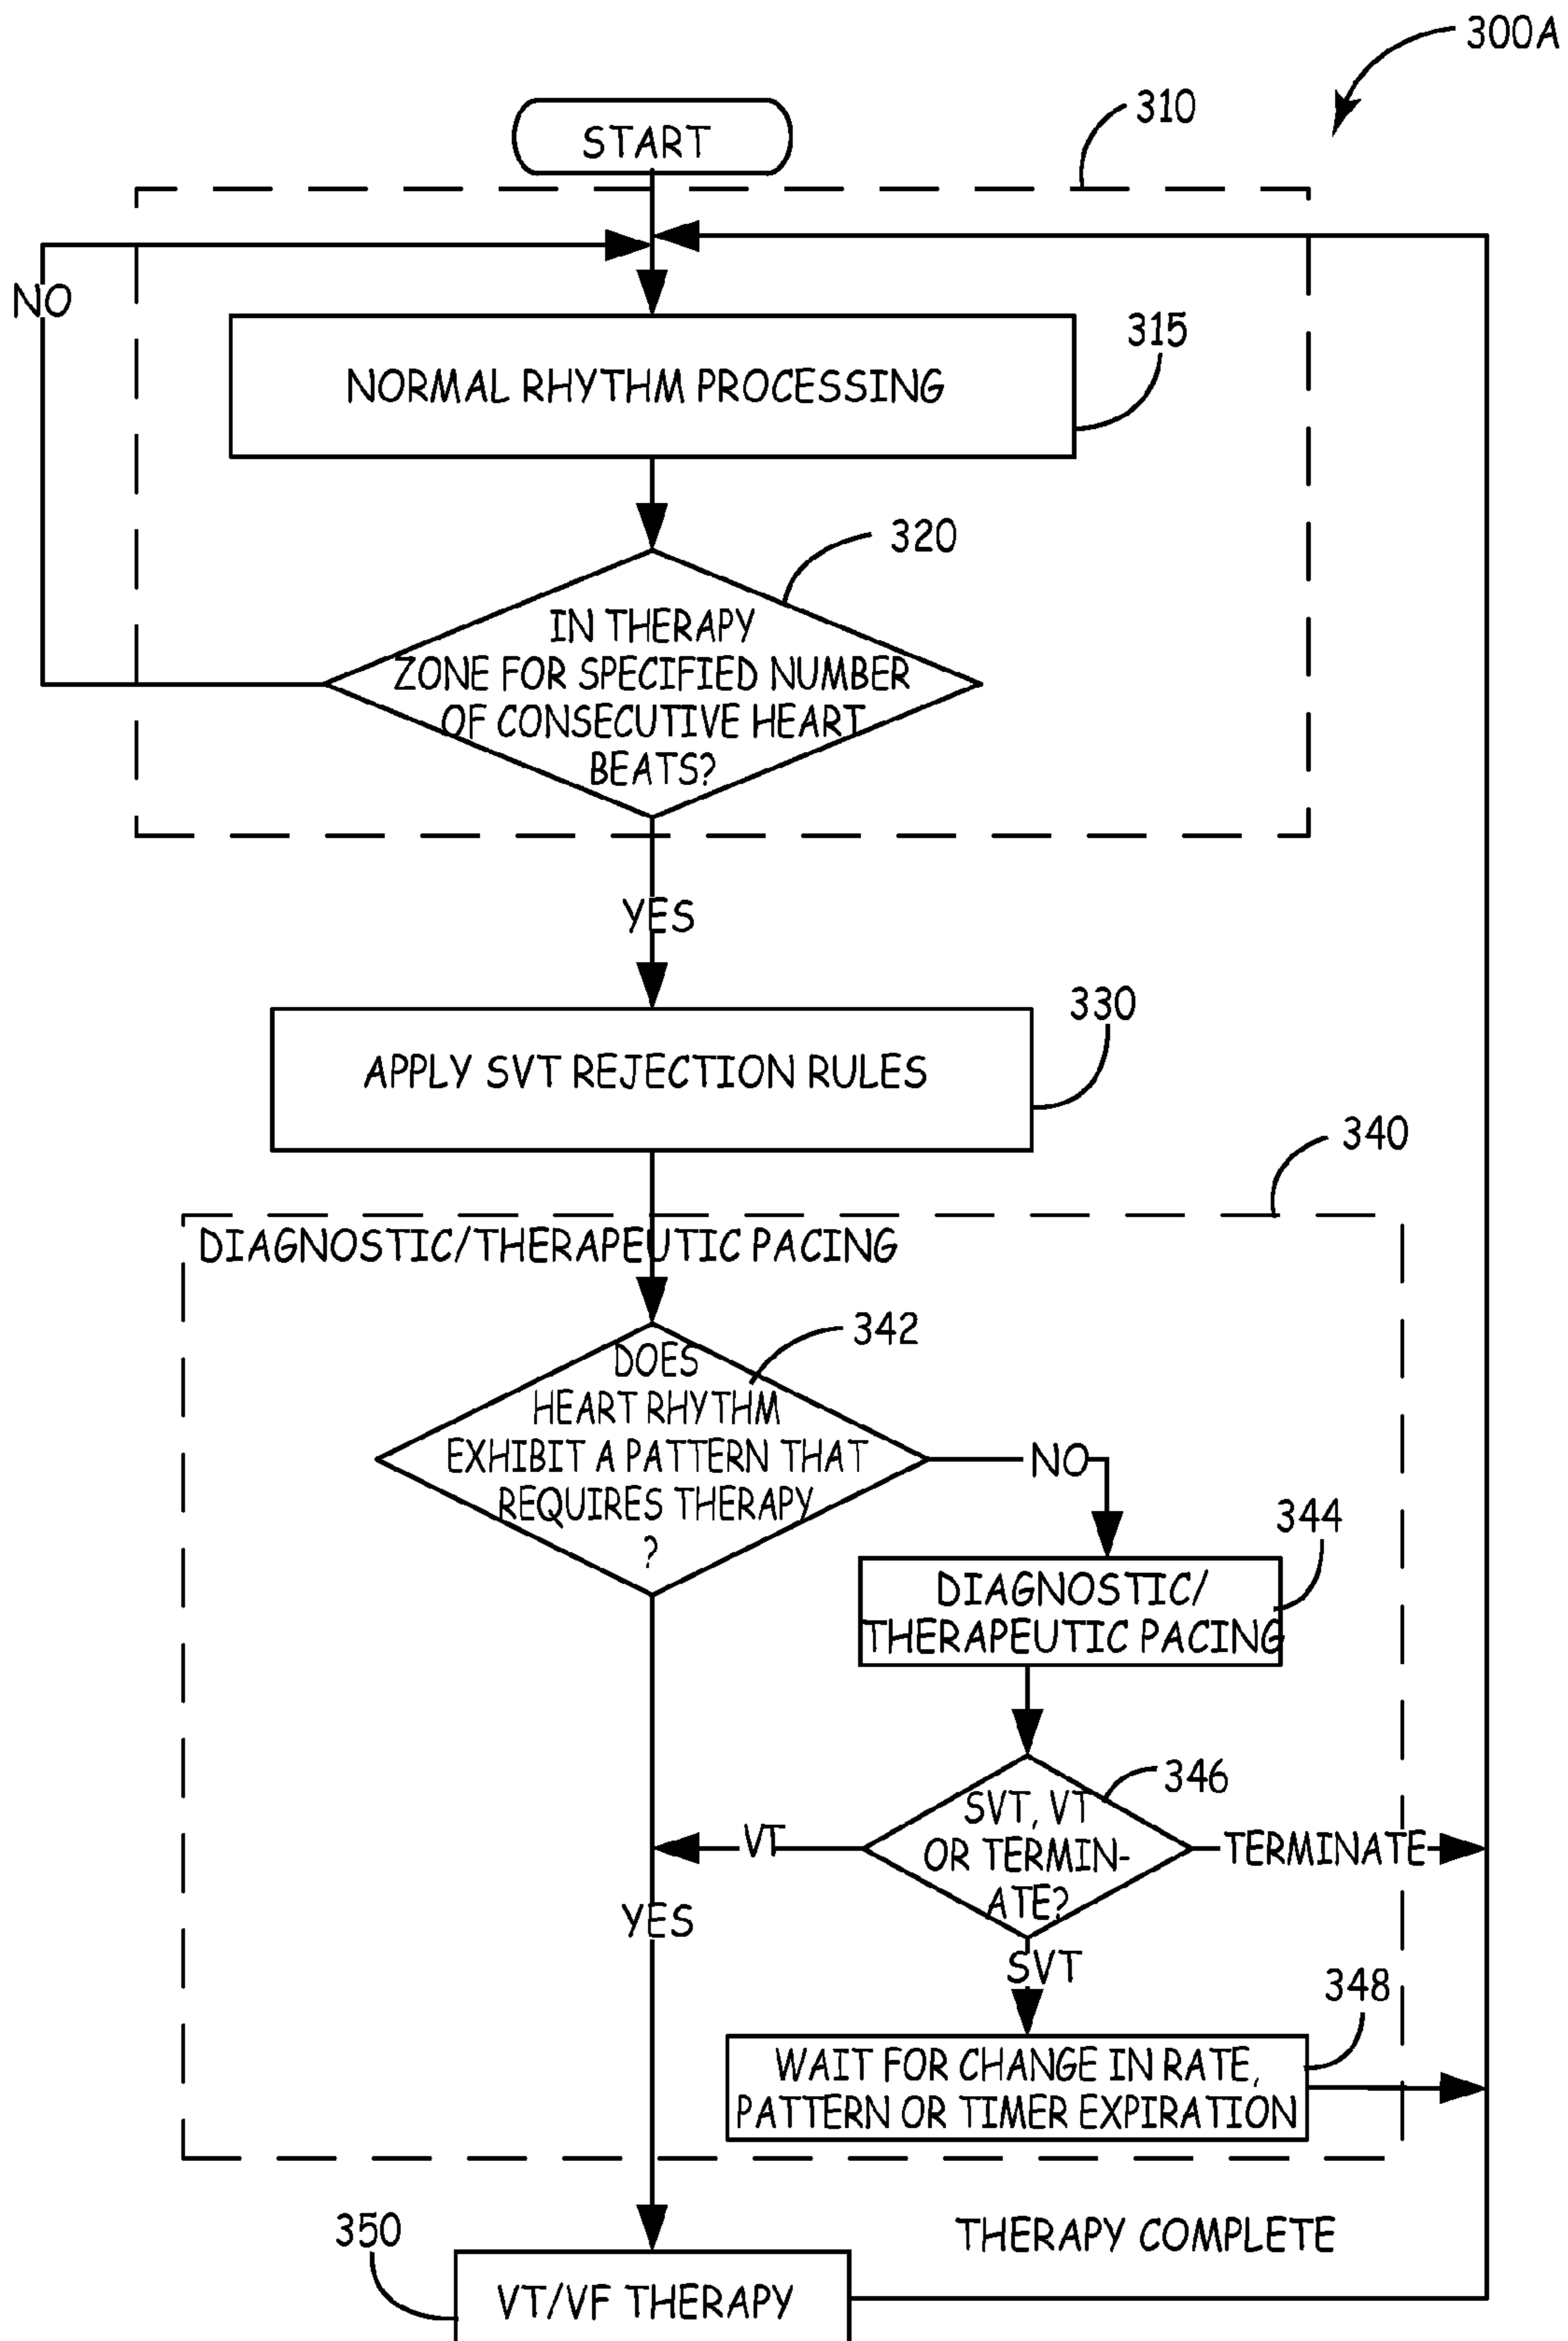 300A
310
START
NO
315
NORMAL RHYTHM PROCESSING
320
IN THERAPY
ZONE FOR SPECIFIED NUMBER
OF CONSECUTIVE HEART
BEATS?
YES
330
APPLY SVT REJECTION RULES
340
DIAGNOSTIC/THERAPEUTIC PACING
342
DOES
HEART RHYTHM
EXHIBIT A PATTERN THAT
REQUIRES THERAPY
?
NO
344
DIAGNOSTIC/
THERAPEUTIC PACING
346
SVT, VT
OR TERMIN-
ATE?
VT
TERMINATE
YES
SVT
348
WAIT FOR CHANGE IN RATE,
PATTERN OR TIMER EXPIRATION
350
THERAPY COMPLETE
VT/VF THERAPY